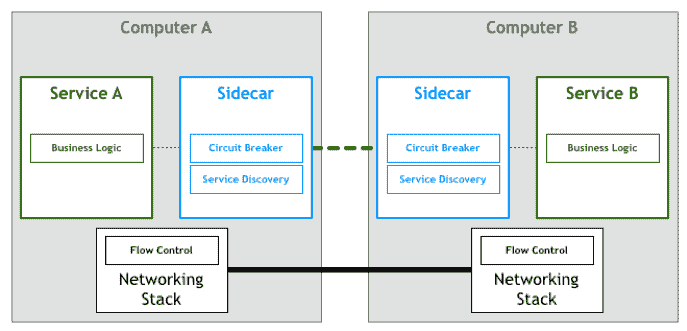 Computer A
Computer B
Service A
Sidecar
Sidecar
Service B
Business Logic
Circuit Breaker
Circuit Breaker
Business Logic
Service Discovery
Service Discovery
Flow Control
Flow Control
Networking
Stack
Networking
Stack